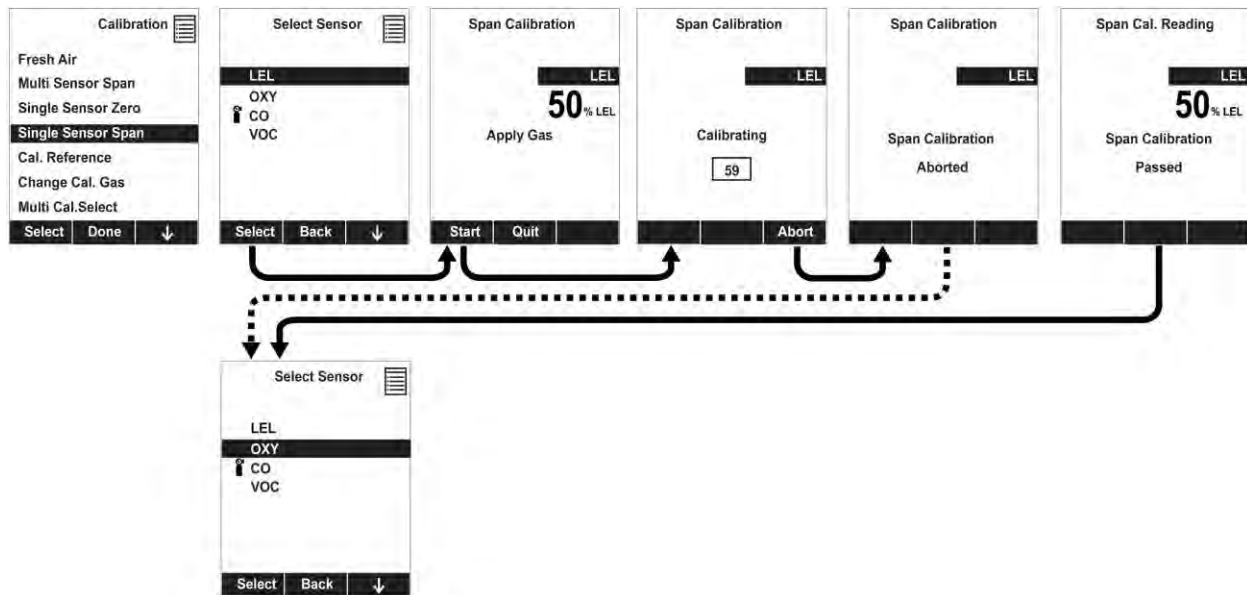 Calibration
Fresh Air
Multi Sensor Span
Single Sensor Zero
Single Sensor Span
Cal. Reference
Change Cal. Gas
Multi Cal.Select
Select Done ↓
Select Sensor
LEL
OXY
CO
VOC
Select Back ↓
Span Calibration
LEL
50 % LEL
Apply Gas
Start Quit
Span Calibration
LEL
Calibrating
59
Abort
Span Calibration
LEL
Span Calibration
Aborted
Span Cal. Reading
LEL
50 % LEL
Span Calibration
Passed
Select Sensor
LEL
OXY
CO
VOC
Select Back ↓